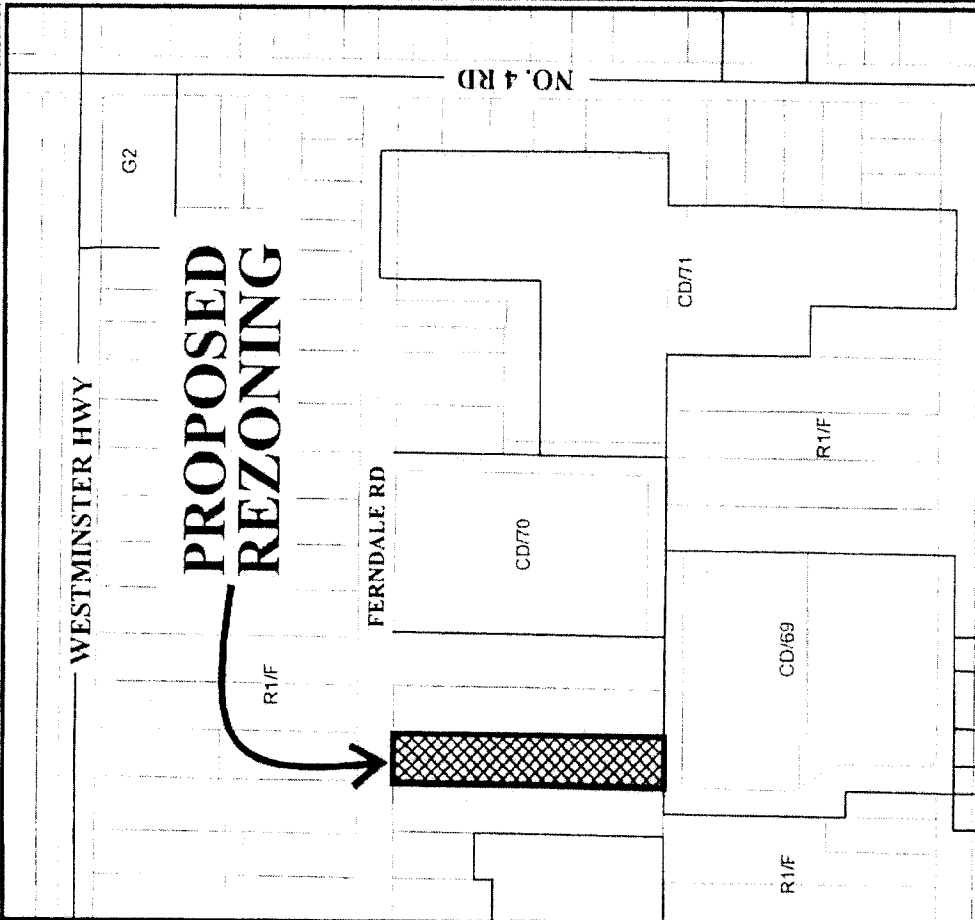 WESTMINSTER HWY
NO. 4 RD
G2
PROPOSED
REZONING
R1/F
FERNDALE RD
CD/70
CD/71
R1/F
CD/69
R1/F